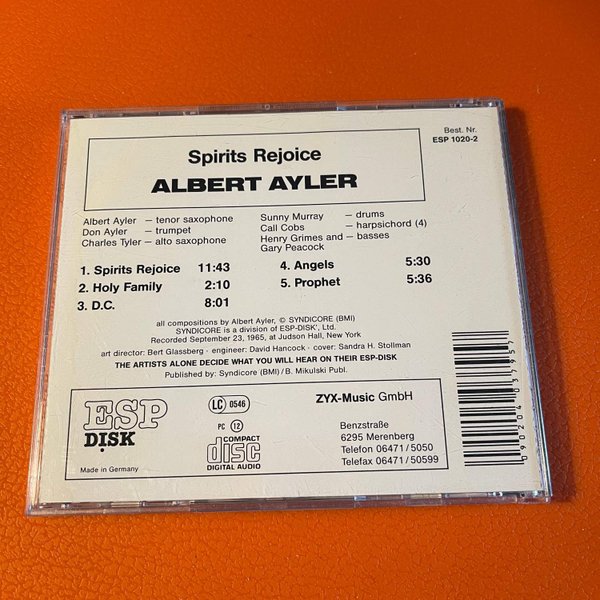 Best. Nr.
ESP 1020-2
Spirits Rejoice
ALBERT AYLER
Albert Ayler – tenor saxophone
Don Ayler – trumpet
Charles Tyler – alto saxophone
Sunny Murray – drums
Call Cobs – harpsichord (4)
Henry Grimes and – basses
Gary Peacock
1. Spirits Rejoice 11:43
2. Holy Family 2:10
3. D.C. 8:01
4. Angels 5:30
5. Prophet 5:36
all compositions by Albert Ayler, © SYNDICORE (BMI)
SYNDICORE is a division of ESP-DISK', Ltd.
Recorded September 23, 1965, at Judson Hall, New York
art director: Bert Glassberg · engineer: David Hancock · cover: Sandra H. Stollman
THE ARTISTS ALONE DECIDE WHAT YOU WILL HEAR ON THEIR ESP-DISK
Published by: Syndicore (BMI) / B. Mikulski Publ.
ESP
DISK
Made in Germany
LC 0546
PC 12
COMPACT
disc
DIGITAL AUDIO
ZYX-Music GmbH
Benzstraße
6295 Merenberg
Telefon 06471/5050
Telefax 06471/50599
090204 037957